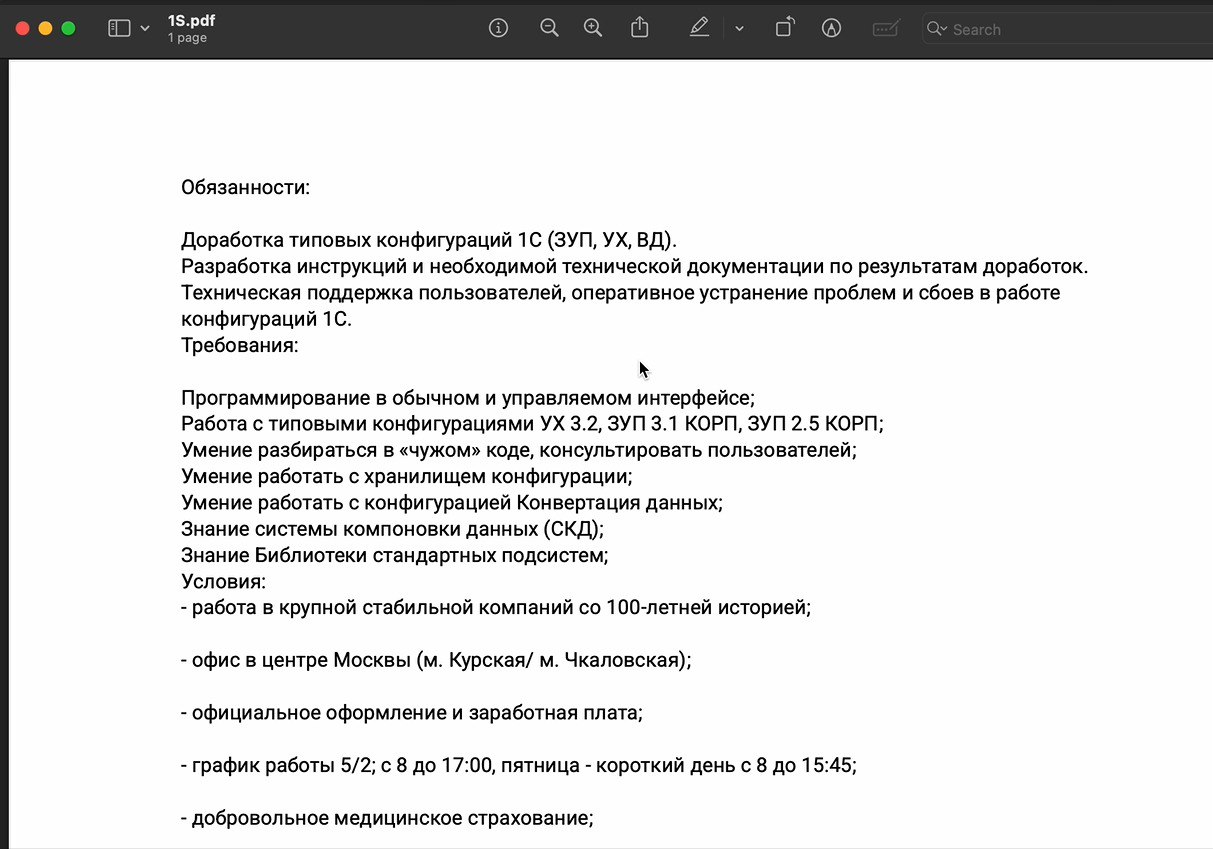 1S.pdf
1 page
Search
Обязанности:
Доработка типовых конфигураций 1С (ЗУП, УХ, ВД).
Разработка инструкций и необходимой технической документации по результатам доработок.
Техническая поддержка пользователей, оперативное устранение проблем и сбоев в работе
конфигураций 1С.
Требования:
Программирование в обычном и управляемом интерфейсе;
Работа с типовыми конфигурациями УХ 3.2, ЗУП 3.1 КОРП, ЗУП 2.5 КОРП;
Умение разбираться в «чужом» коде, консультировать пользователей;
Умение работать с хранилищем конфигурации;
Умение работать с конфигурацией Конвертация данных;
Знание системы компоновки данных (СКД);
Знание Библиотеки стандартных подсистем;
Условия:
- работа в крупной стабильной компаний со 100-летней историей;
- офис в центре Москвы (м. Курская/ м. Чкаловская);
- официальное оформление и заработная плата;
- график работы 5/2; с 8 до 17:00, пятница - короткий день с 8 до 15:45;
- добровольное медицинское страхование;